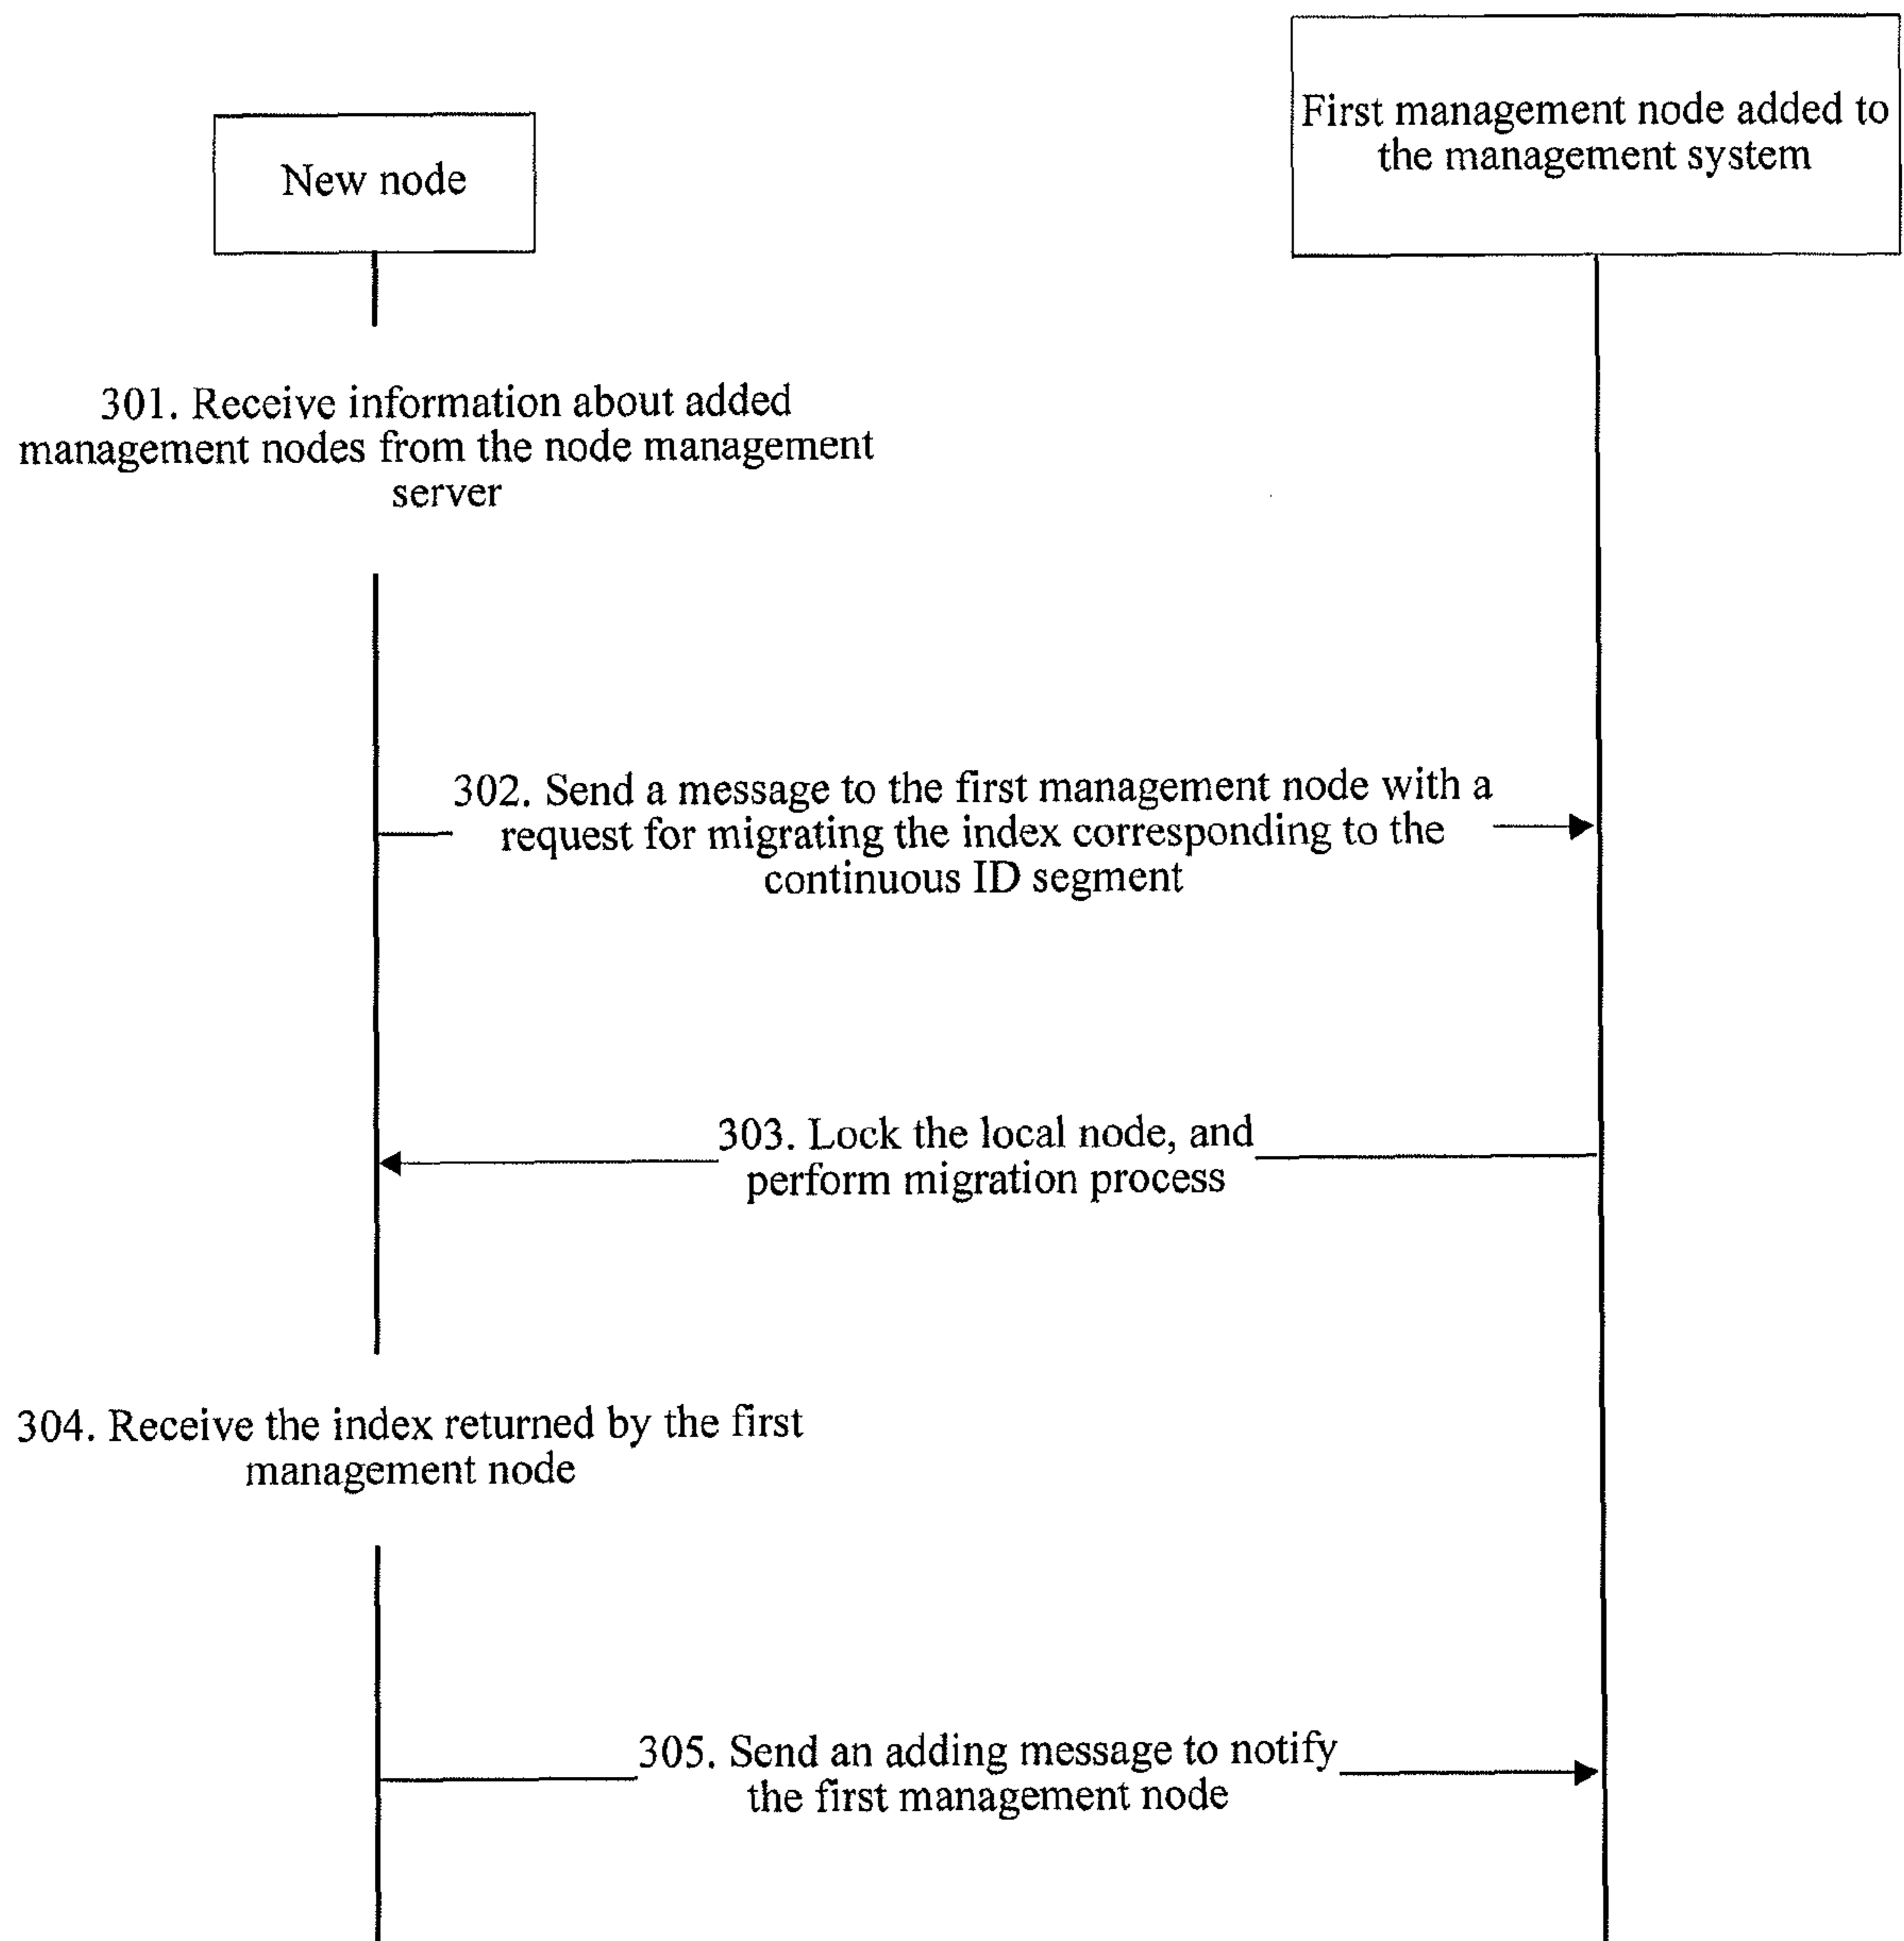 First management node added to
the management system
New node
301. Receive information about added
management nodes from the node management
server
302. Send a message to the first management node with a
request for migrating the index corresponding to the
continuous ID segment
303. Lock the local node, and
perform migration process
304. Receive the index returned by the first
management node
305. Send an adding message to notify
the first management node